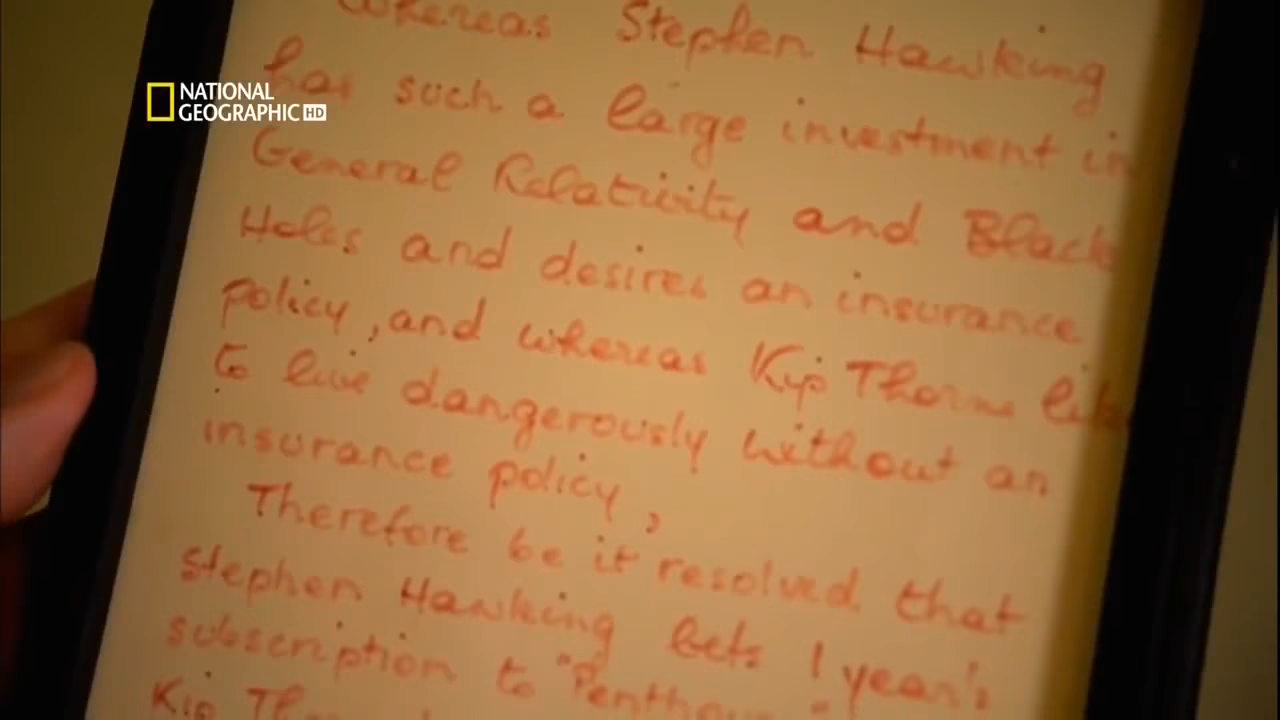 NATIONAL
GEOGRAPHIC HD
Whereas Stephen Hawking
has such a large investment in
General Relativity and Black
Holes and desires an insurance
policy, and whereas Kip Thorne
to live dangerously without an
insurance policy,
Therefore be it resolved that
Stephen Hawking bets 1 year's
subscription to "
Kip